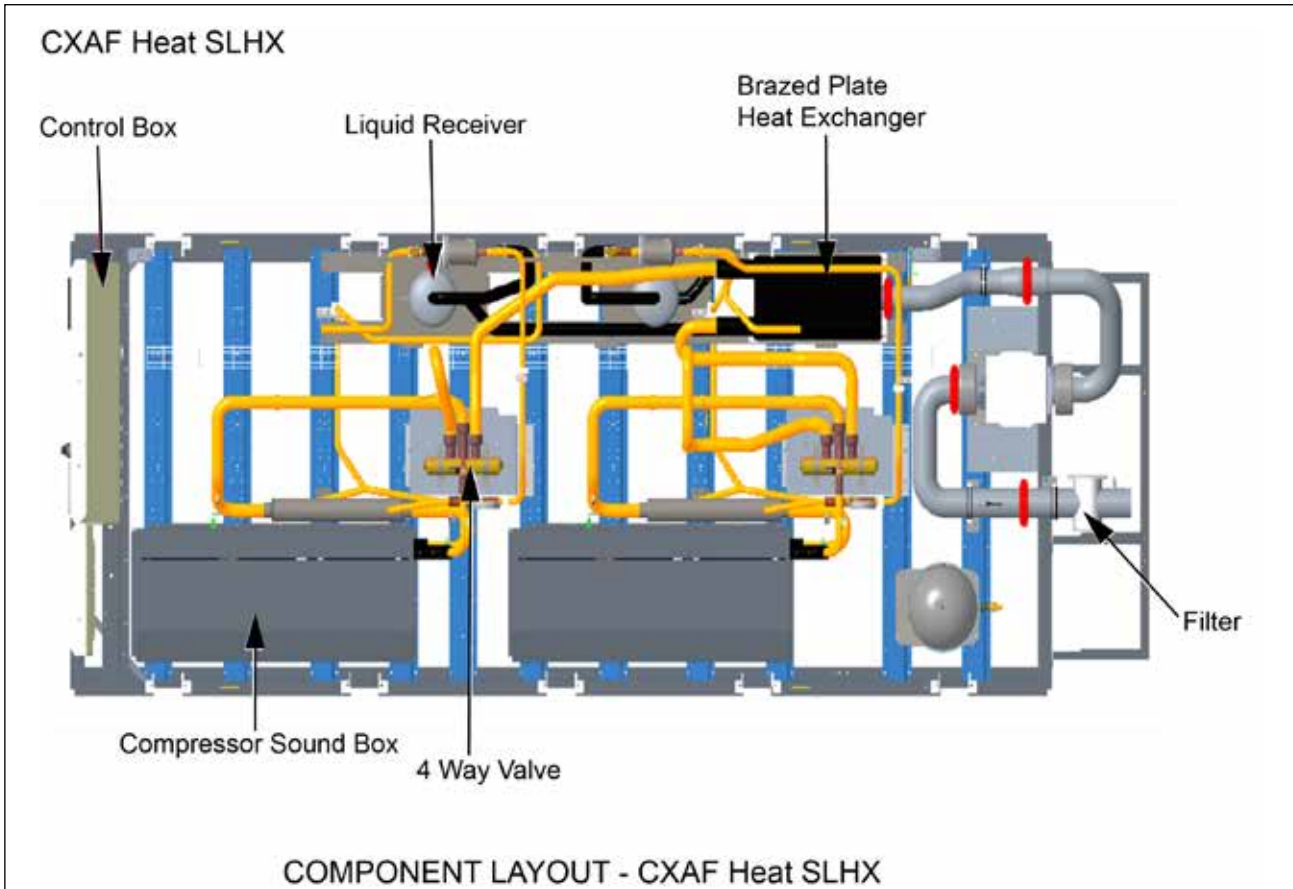 CXAF Heat SLHX
Control Box
Liquid Receiver
Brazed Plate
Heat Exchanger
Filter
Compressor Sound Box
4 Way Valve
COMPONENT LAYOUT - CXAF Heat SLHX